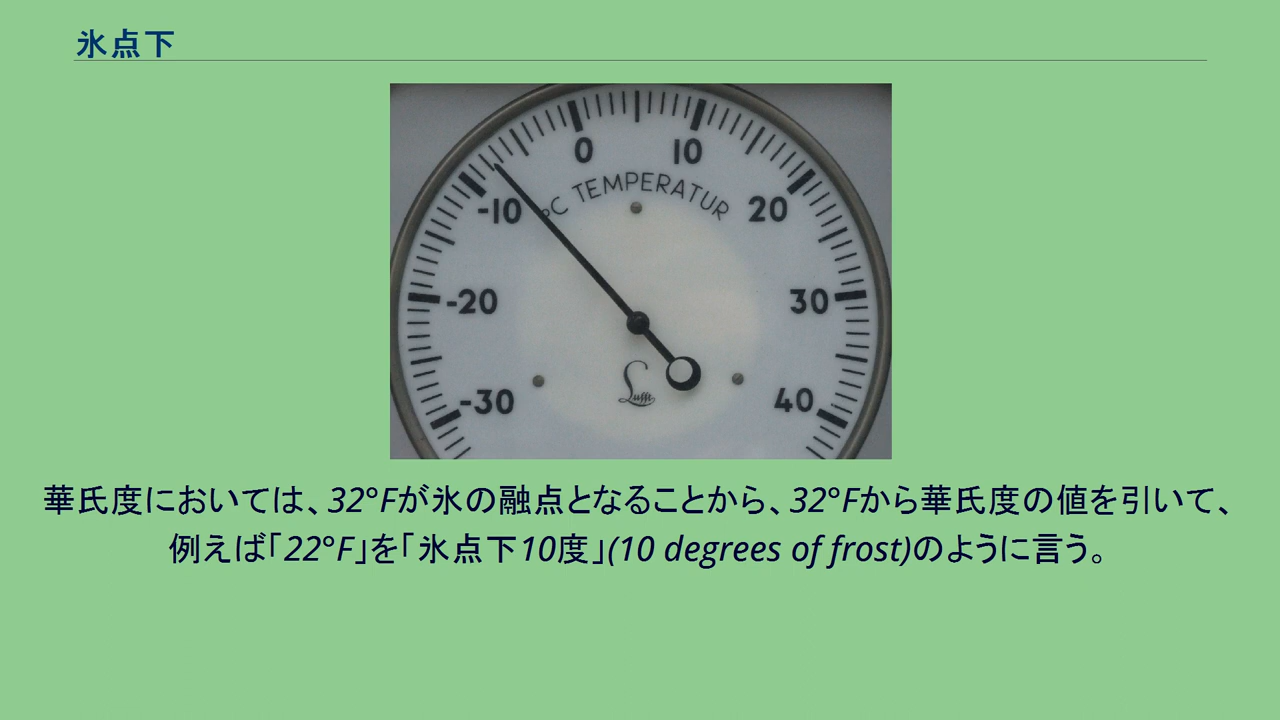 氷点下
0
10
°C TEMPERATUR
-10
20
-20
30
Lufft
-30
40
華氏度においては、32°Fが氷の融点となることから、32°Fから華氏度の値を引いて、
例えば「22°F」を「氷点下10度」(10 degrees of frost)のように言う。